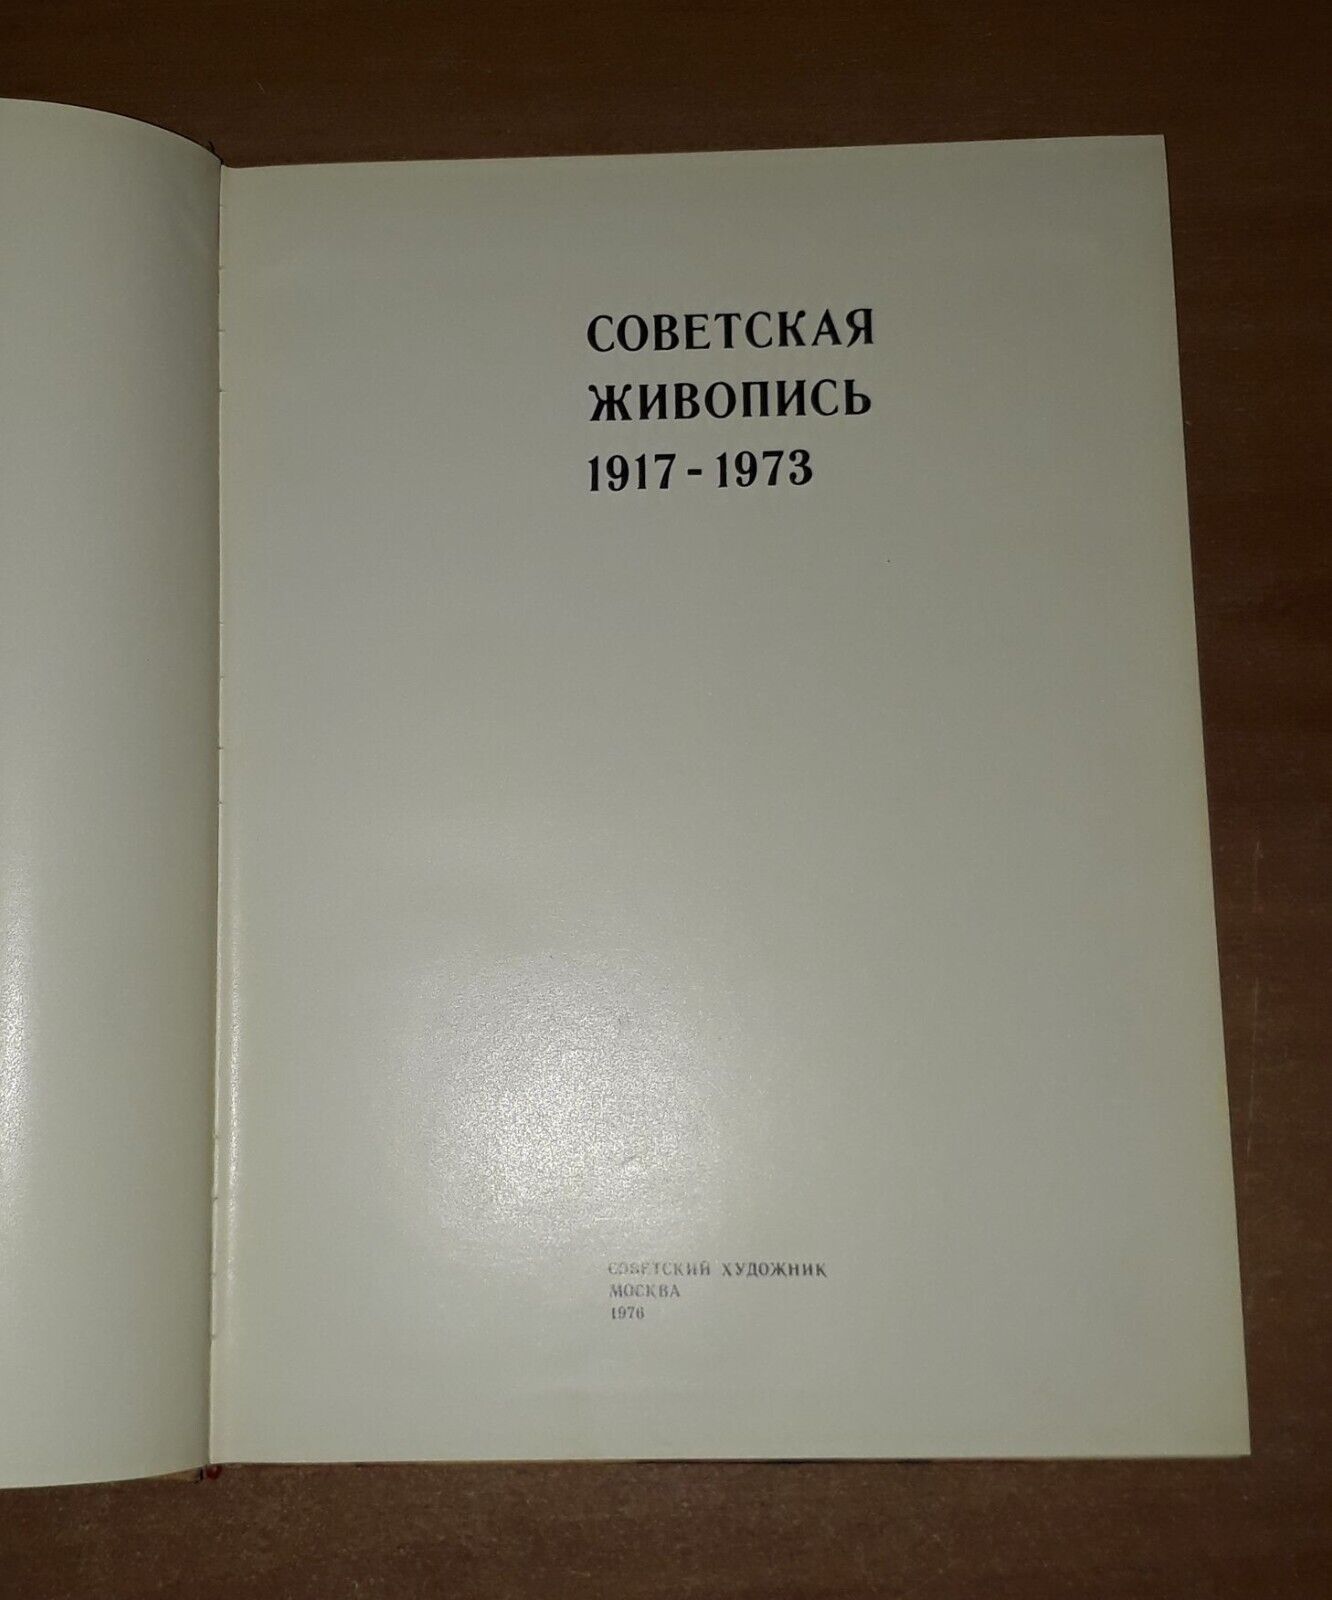 СОВЕТСКАЯ
ЖИВОПИСЬ
1917 - 1973
СОВЕТСКИЙ ХУДОЖНИК
МОСКВА
1976